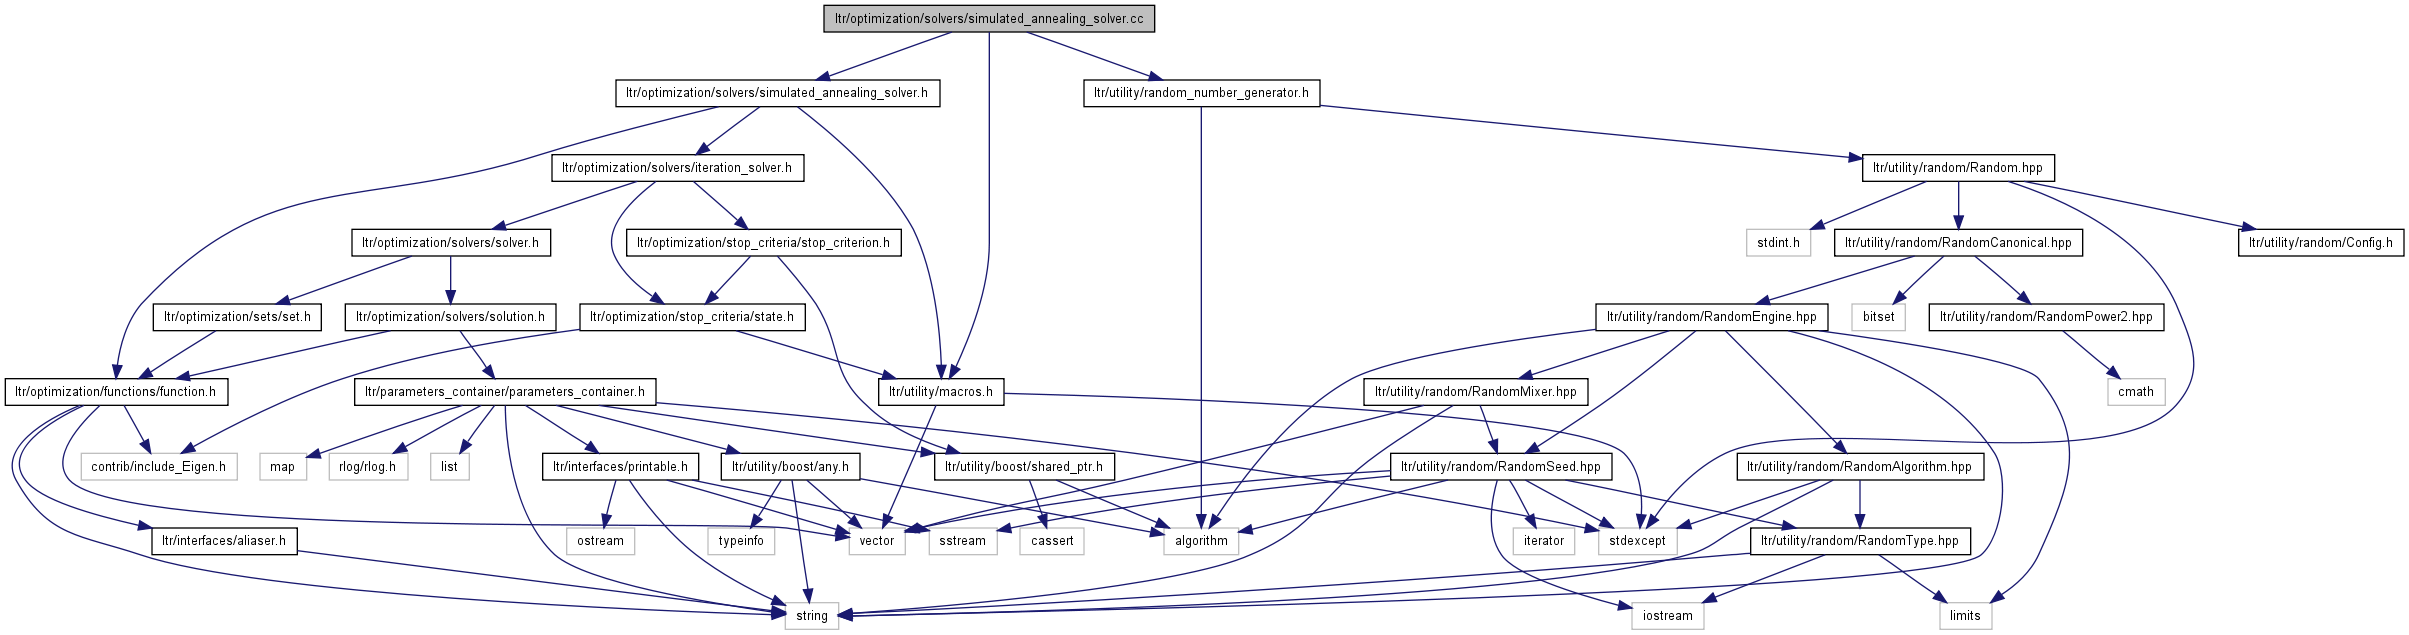 ltr/optimization/solvers/simulated_annealing_solver.cc
ltr/optimization/solvers/simulated_annealing_solver.h
ltr/utility/random_number_generator.h
ltr/optimization/solvers/iteration_solver.h
ltr/utility/random/Random.hpp
ltr/optimization/solvers/solver.h
ltr/optimization/stop_criteria/stop_criterion.h
stdint.h
ltr/utility/random/RandomCanonical.hpp
ltr/utility/random/Config.h
ltr/optimization/sets/set.h
ltr/optimization/solvers/solution.h
ltr/optimization/stop_criteria/state.h
ltr/utility/random/RandomEngine.hpp
bitset
ltr/utility/random/RandomPower2.hpp
ltr/optimization/functions/function.h
ltr/parameters_container/parameters_container.h
ltr/utility/macros.h
ltr/utility/random/RandomMixer.hpp
cmath
contrib/include_Eigen.h
map
rlog/rlog.h
list
ltr/interfaces/printable.h
ltr/utility/boost/any.h
ltr/utility/boost/shared_ptr.h
ltr/utility/random/RandomSeed.hpp
ltr/utility/random/RandomAlgorithm.hpp
ltr/interfaces/aliaser.h
ostream
typeinfo
vector
sstream
cassert
algorithm
iterator
stdexcept
ltr/utility/random/RandomType.hpp
string
iostream
limits